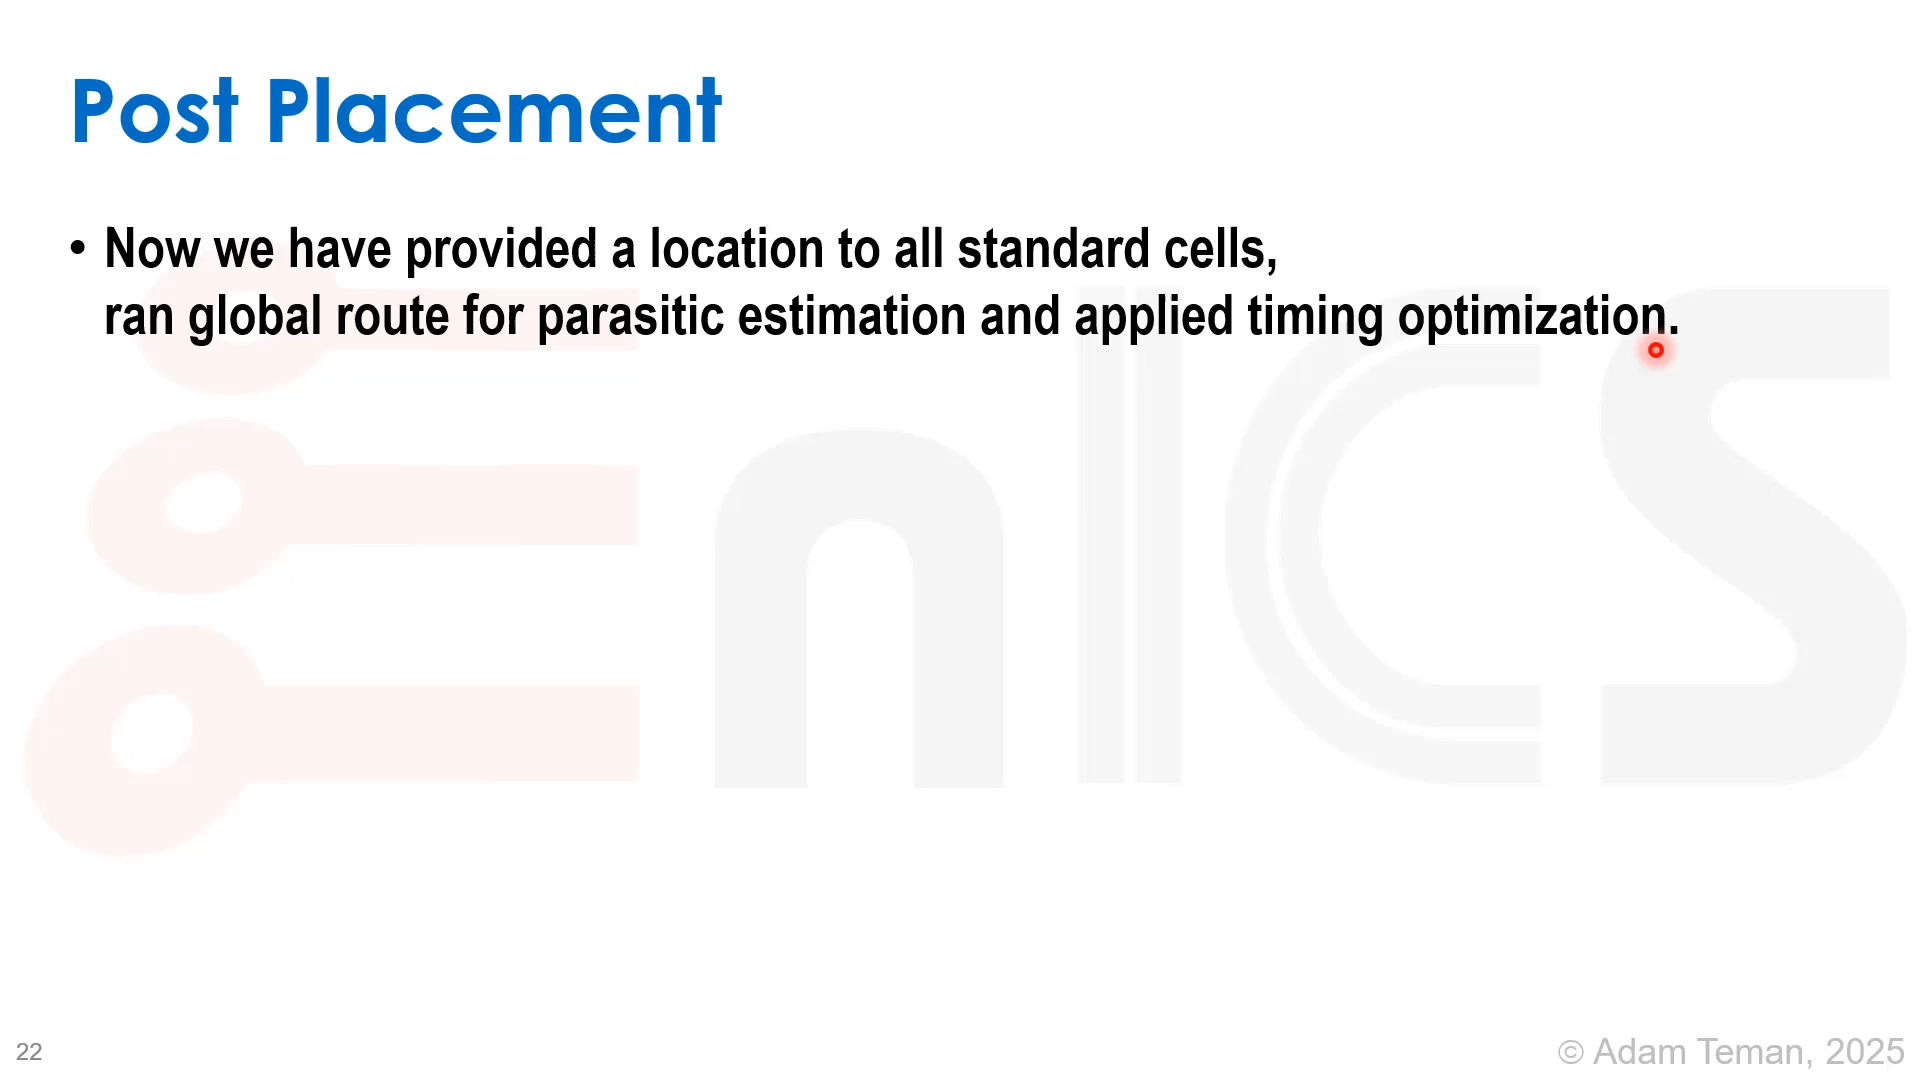 Post Placement
• Now we have provided a location to all standard cells,
ran global route for parasitic estimation and applied timing optimization.
EnICS
22
© Adam Teman, 2025